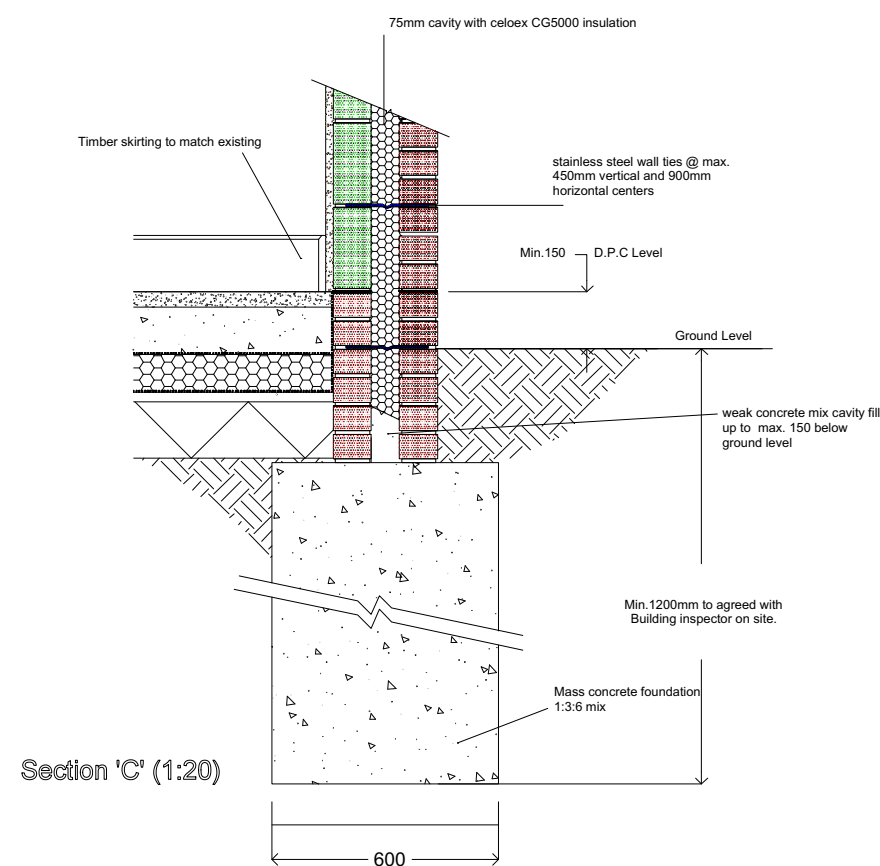 75mm cavity with celoex CG5000 insulation
Timber skirting to match existing
stainless steel wall ties @ max.
450mm vertical and 900mm
horizontal centers
Min.150
D.P.C Level
Ground Level
weak concrete mix cavity fill
up to max. 150 below
ground level
Min.1200mm to agreed with
Building inspector on site.
Mass concrete foundation
1:3:6 mix
Section 'C' (1:20)
600